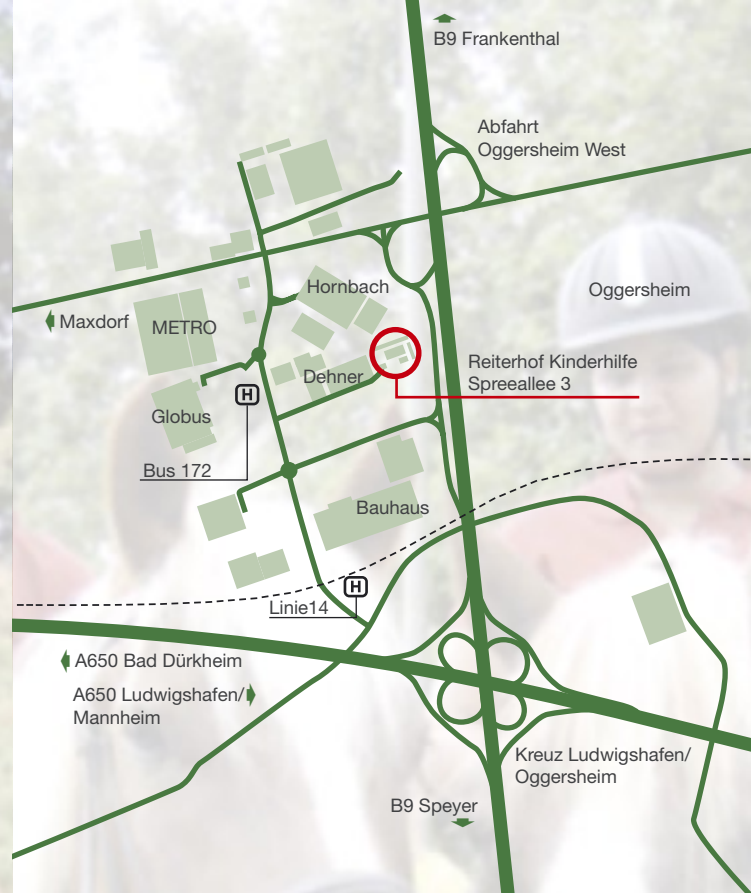 B9 Frankenthal
Abfahrt
Oggersheim West
Hornbach
Oggersheim
Maxdorf
METRO
Reiterhof Kinderhilfe
Spreeallee 3
Dehner
H
Globus
Bus 172
Bauhaus
H
Linie14
A650 Bad Dürkheim
A650 Ludwigshafen/
Mannheim
Kreuz Ludwigshafen/
Oggersheim
B9 Speyer